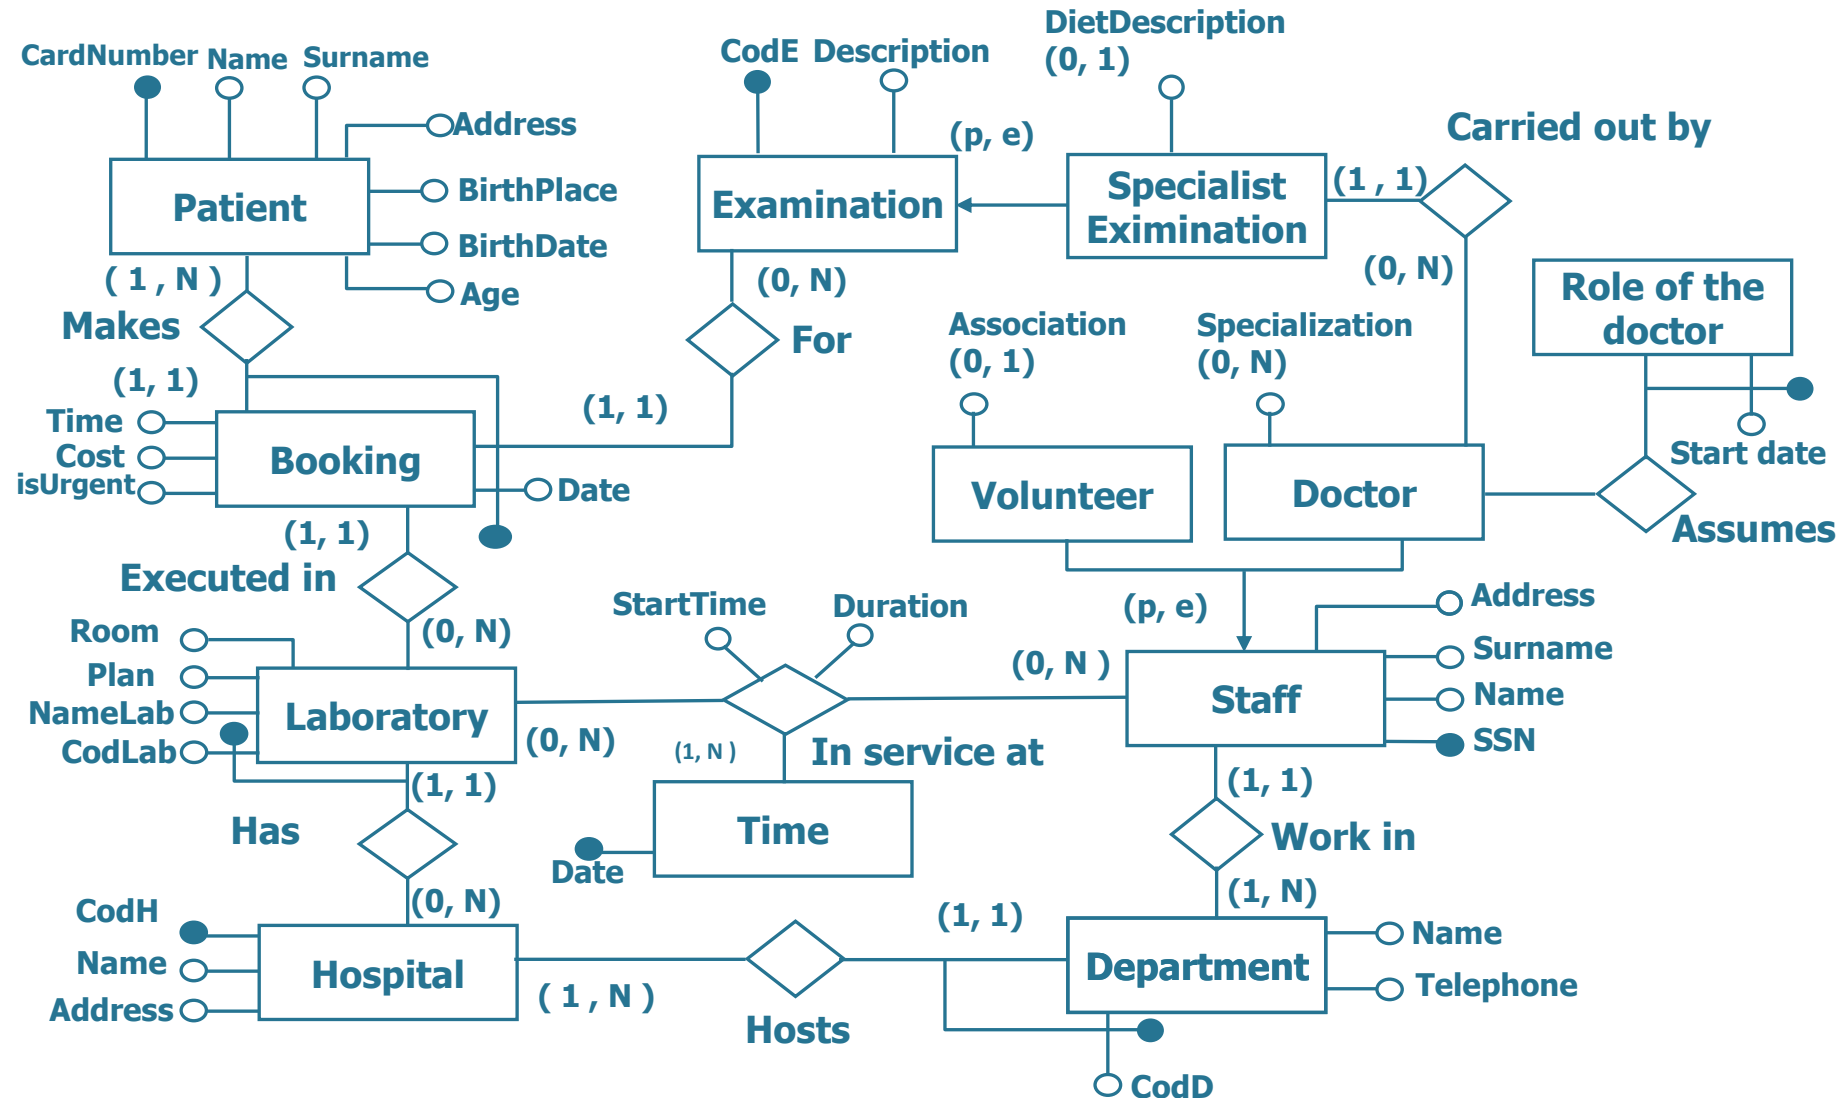 DietDescription
(0, 1)
CardNumber Name Surname
CodE Description
Address
(p, e)
Carried out by
Patient
BirthPlace
BirthDate
Age
Examination
Specialist
Eximination
(1 , 1)
( 1 , N )
(0, N)
(0, N)
Role of the
doctor
Makes
For
Association
(0, 1)
Specialization
(0, N)
(1, 1)
(1, 1)
Time
Cost
isUrgent
Booking
Date
Volunteer
Doctor
Start date
Assumes
(1, 1)
Executed in
(0, N)
StartTime
Duration
(p, e)
Address
Surname
Name
SSN
Room
Plan
NameLab
CodLab
Laboratory
(0, N)
(0, N )
Staff
(1, N )
In service at
(1, 1)
(1, 1)
Has
Time
Date
Work in
(0, N)
(1, N)
CodH
Name
Address
Hospital
( 1 , N )
(1, 1)
Hosts
Department
Name
Telephone
CodD